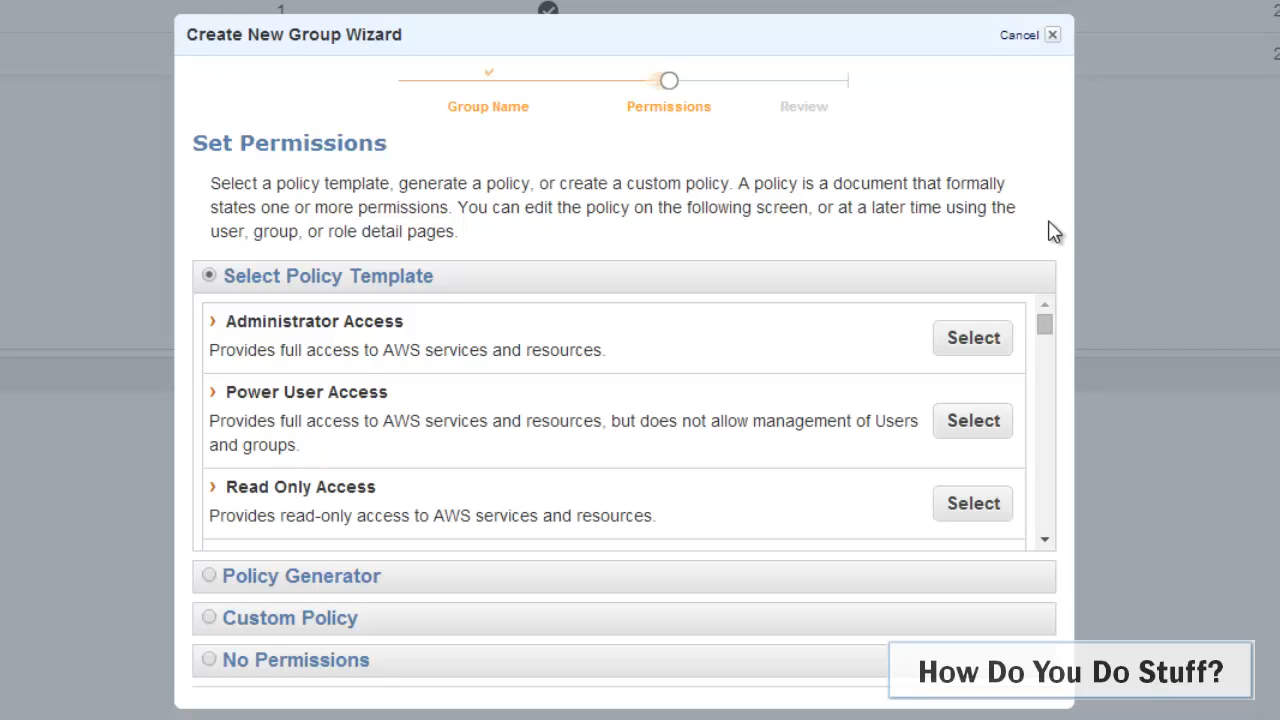 1
2
Create New Group Wizard
Cancel
2
Group Name
Permissions
Review
Set Permissions
Select a policy template, generate a policy, or create a custom policy. A policy is a document that formally
states one or more permissions. You can edit the policy on the following screen, or at a later time using the
user, group, or role detail pages.
Select Policy Template
Administrator Access
Provides full access to AWS services and resources.
Select
Power User Access
Provides full access to AWS services and resources, but does not allow management of Users
and groups.
Select
Read Only Access
Provides read-only access to AWS services and resources.
Select
Policy Generator
Custom Policy
No Permissions
How Do You Do Stuff?